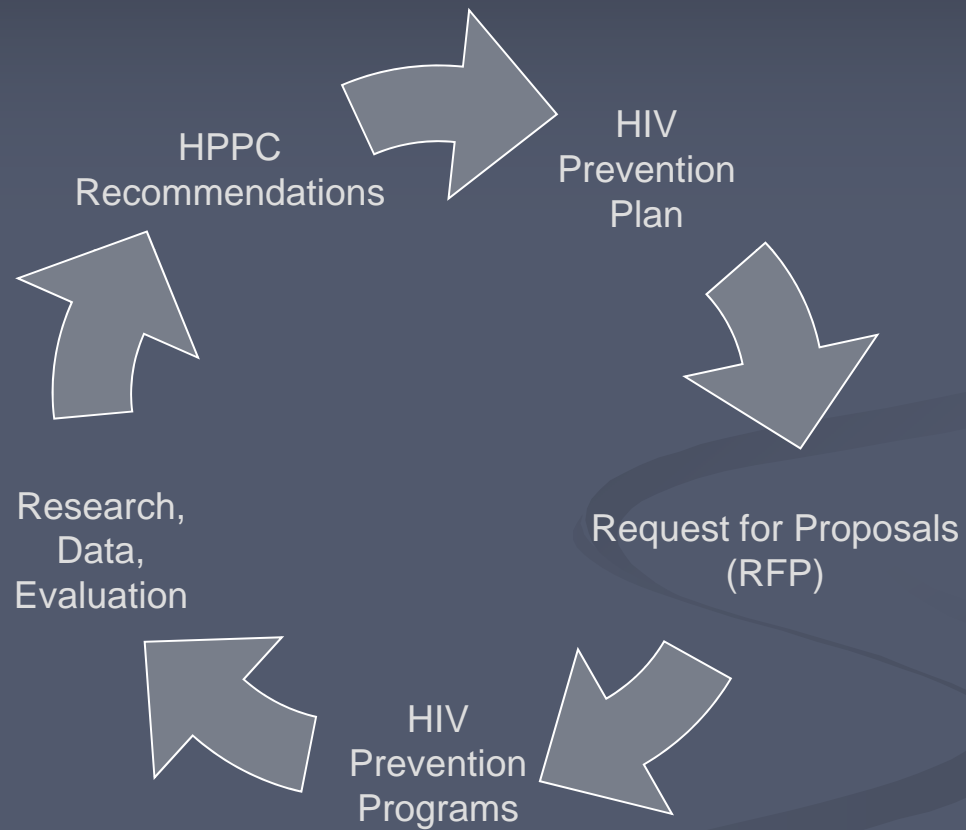 HPPC
Recommendations
HIV
Prevention
Plan
Request for Proposals
(RFP)
HIV
Prevention
Programs
Research,
Data,
Evaluation